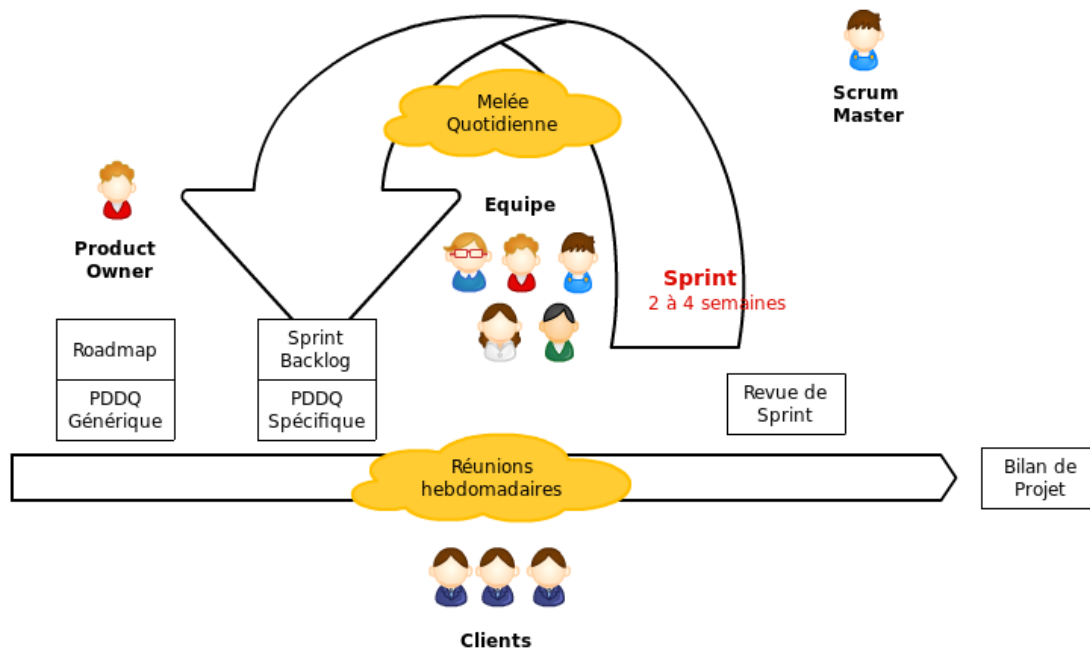 Melée
Quotidienne
Scrum
Master
Product
Owner
Equipe
Sprint
2 à 4 semaines
Roadmap
PDDQ
Générique
Sprint
Backlog
PDDQ
Spécifique
Revue de
Sprint
Réunions
hebdomadaires
Bilan de
Projet
Clients